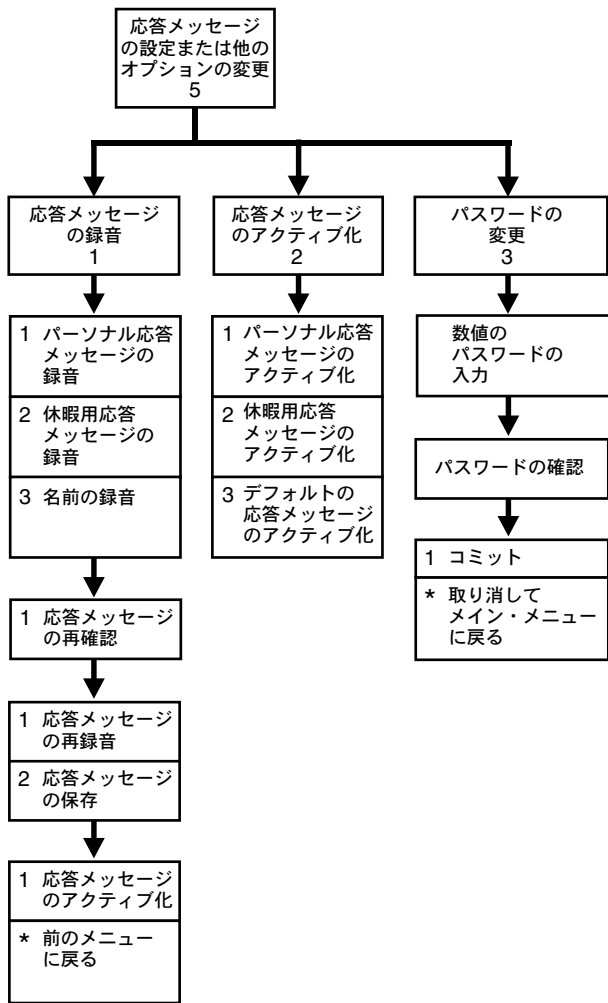 応答メッセージ
の設定または他の
オプションの変更
5
応答メッセージ
の録音
1
1 パーソナル応答
メッセージの
録音
2 休暇用応答
メッセージの
録音
3 名前の録音
1 応答メッセージ
の再確認
1 応答メッセージ
の再録音
2 応答メッセージ
の保存
1 応答メッセージ
のアクティブ化
* 前のメニュー
に戻る
応答メッセージ
のアクティブ化
2
1 パーソナル応答
メッセージの
アクティブ化
2 休暇用応答
メッセージの
アクティブ化
3 デフォルトの
応答メッセージ
のアクティブ化
パスワードの
変更
3
数値の
パスワードの
入力
パスワードの確認
1 コミット
* 取り消して
メイン・メニュー
に戻る